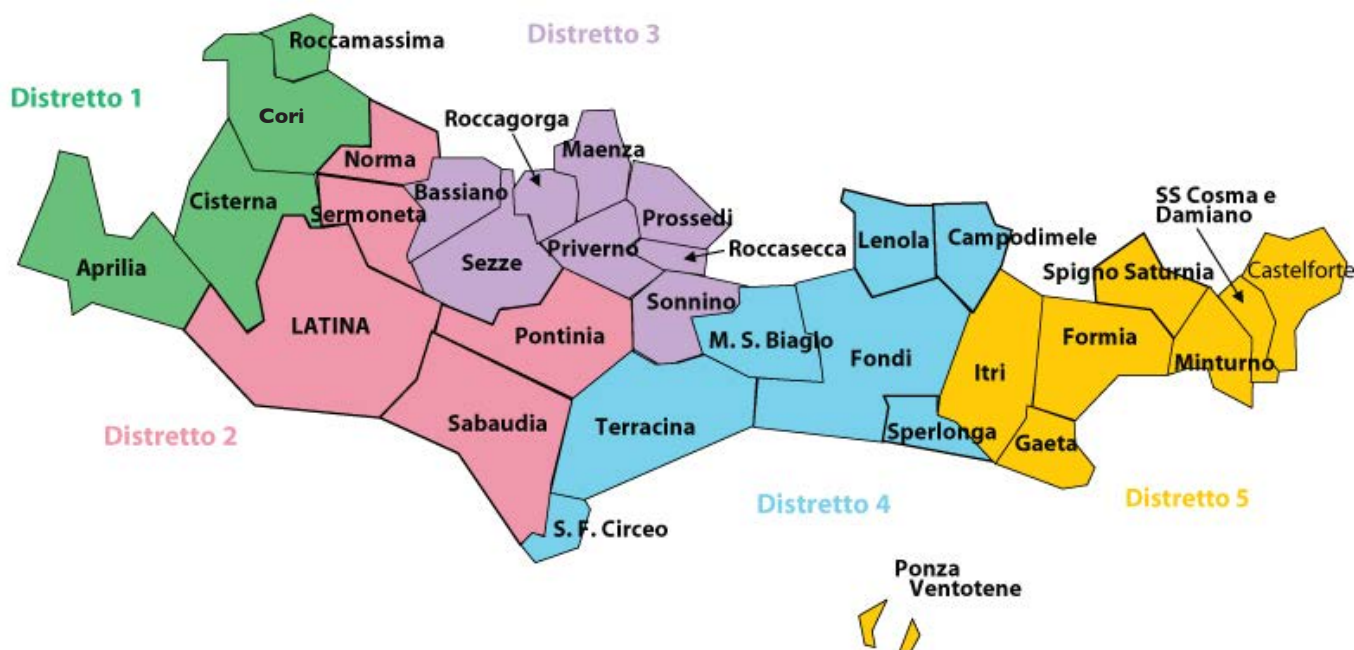 Distretto 3
Roccamassima
Distretto 1
Cori
Roccagorga
Norma
Maenza
Bassiano
SS Cosma e
Damiano
Cisterna
Sermoneta
Prossedi
Lenola
Campodimele
Priverno
Roccasecca
Aprilia
Sezze
Spigno Saturnia
Castelforte
Sonnino
LATINA
Pontinia
M. S. Biagio
Fondi
Formia
Minturno
Itri
Distretto 2
Sabaudia
Terracina
Sperlonga
Gaeta
Distretto 4
Distretto 5
S. F. Circeo
Ponza
Ventotene